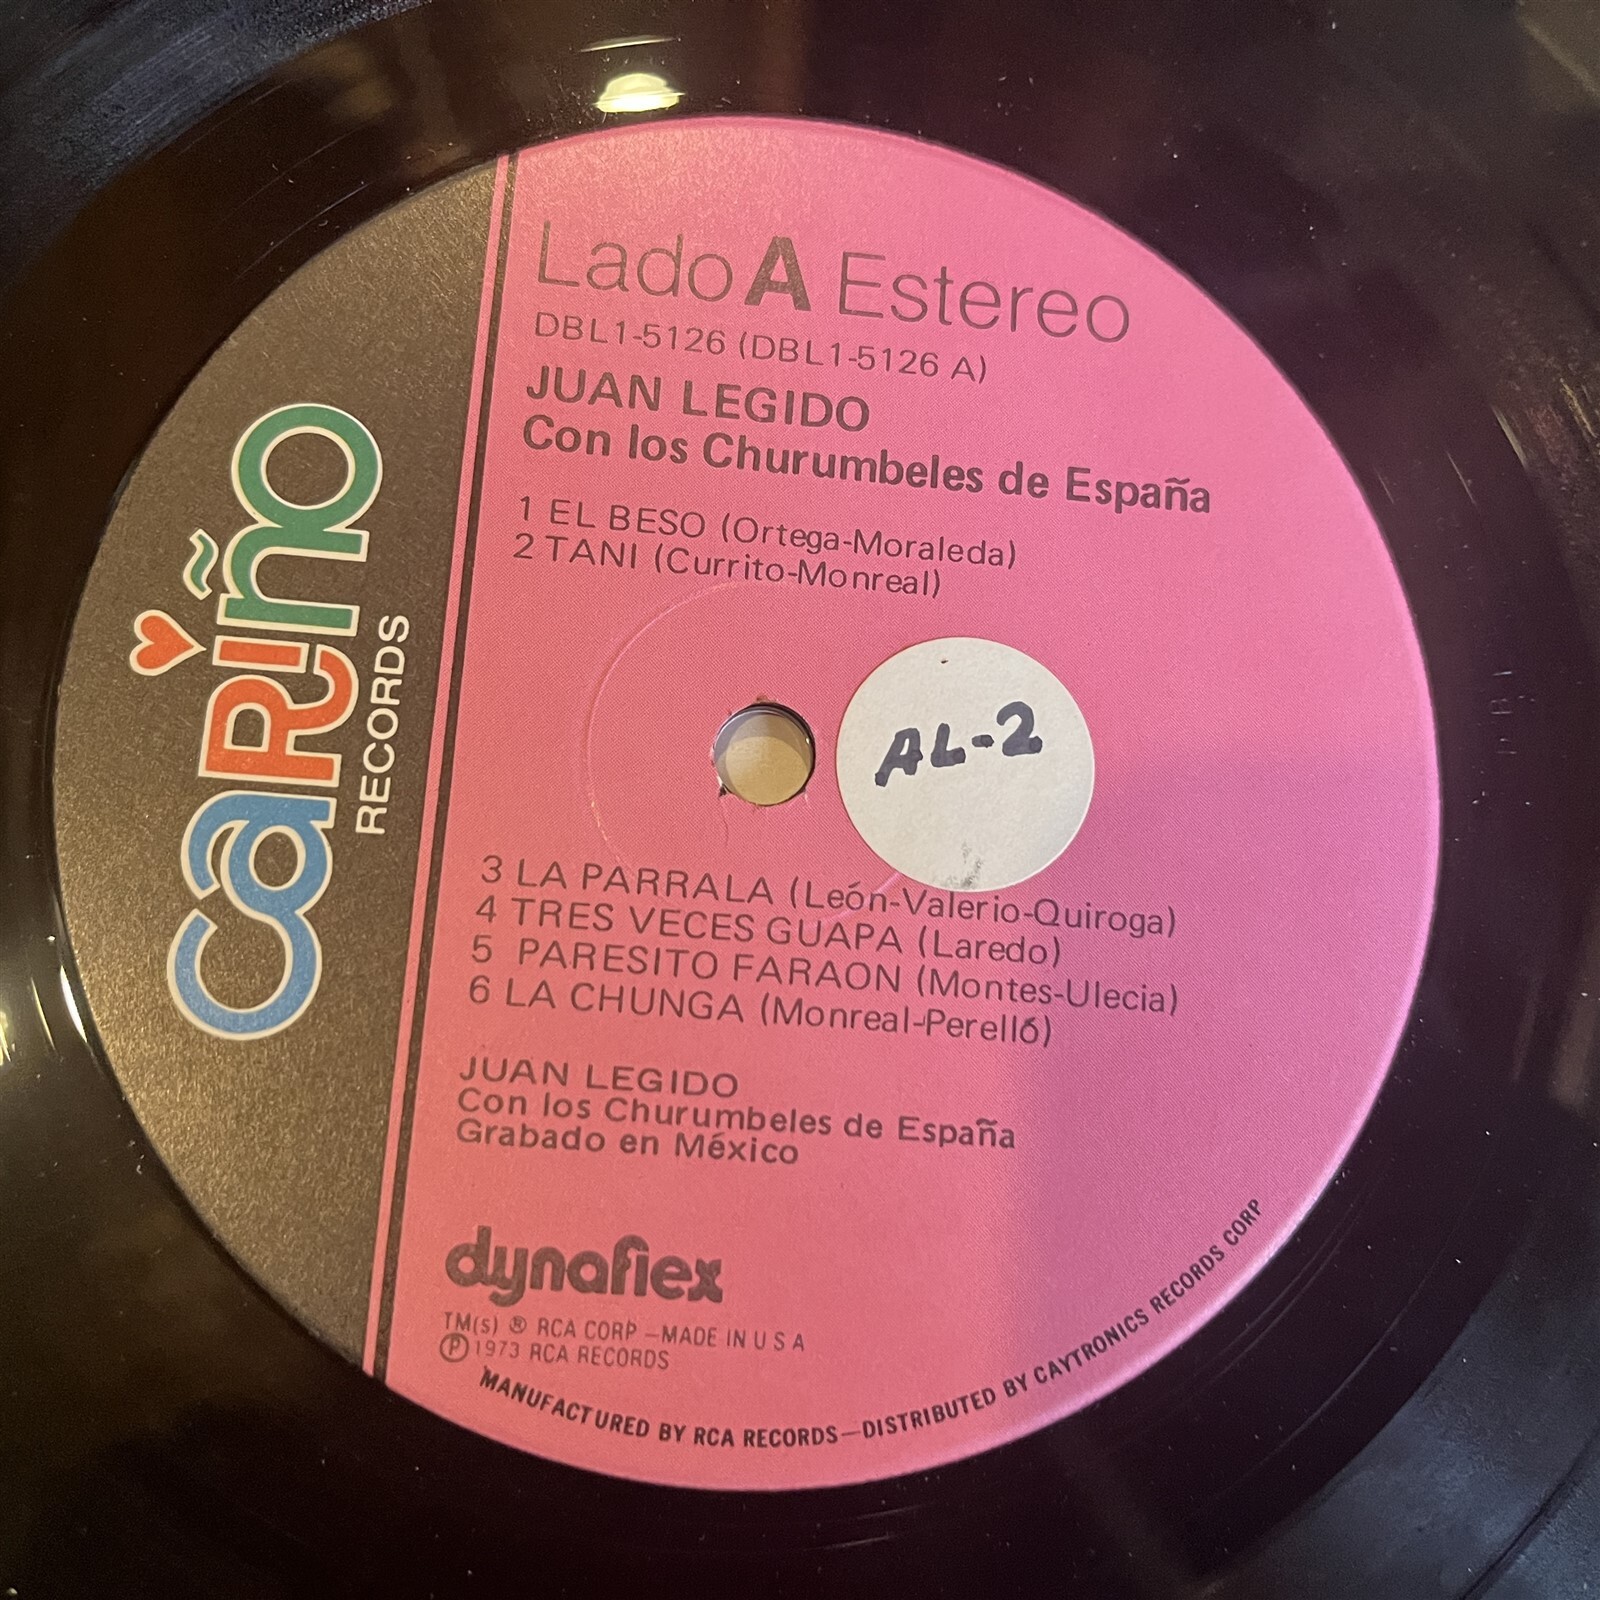 Lado A Estereo
DBL1-5126 (DBL1-5126 A)
JUAN LEGIDO
Con los Churumbeles de España
1 EL BESO (Ortega-Moraleda)
2 TANI (Currito-Monreal)
AL-2
3 LA PARRALA (León-Valerio-Quiroga)
4 TRES VECES GUAPA (Laredo)
5 PARESITO FARAON (Montes-Ulecia)
6 LA CHUNGA (Monreal-Perelló)
JUAN LEGIDO
Con los Churumbeles de España
Grabado en México
dynaflex
TM(s) ® RCA CORP –MADE IN U S A
Ⓟ 1973 RCA RECORDS
MANUFACTURED BY RCA RECORDS—DISTRIBUTED BY CAYTRONICS RECORDS CORP
CARIÑO
RECORDS